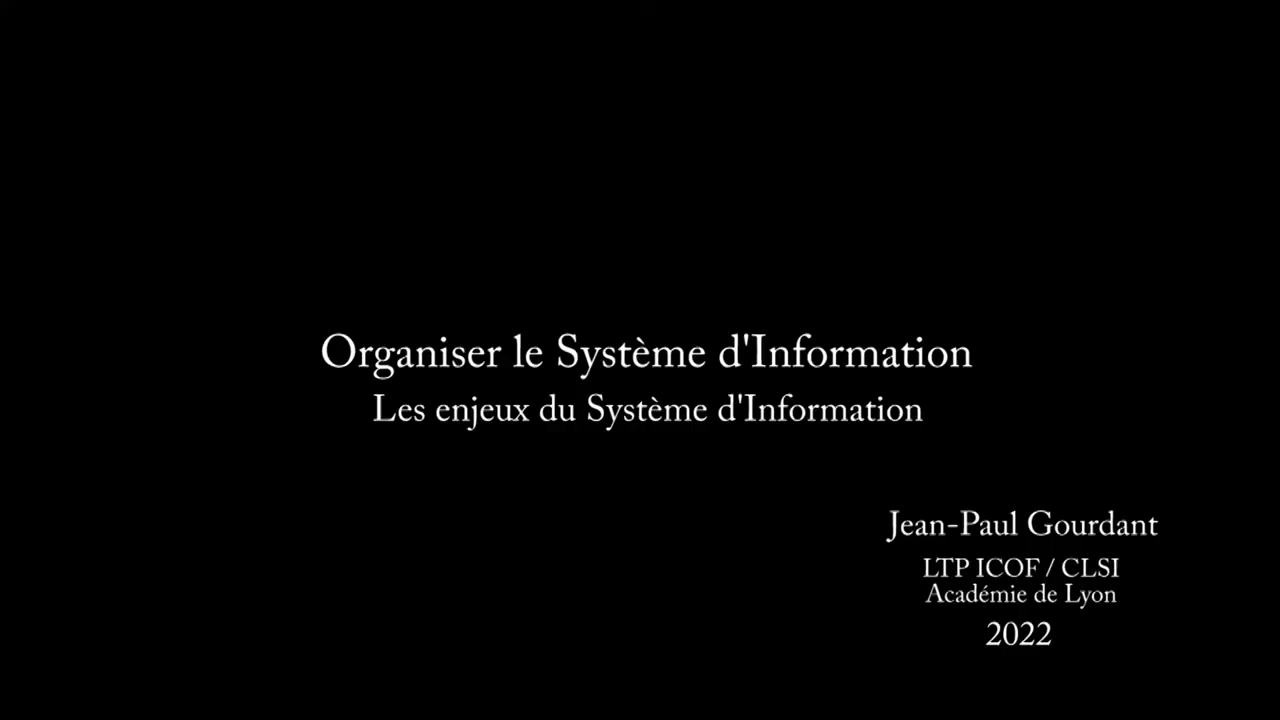 Organiser le Système d'Information
Les enjeux du Système d'Information
Jean-Paul Gourdant
LTP ICOF / CLSI
Académie de Lyon
2022